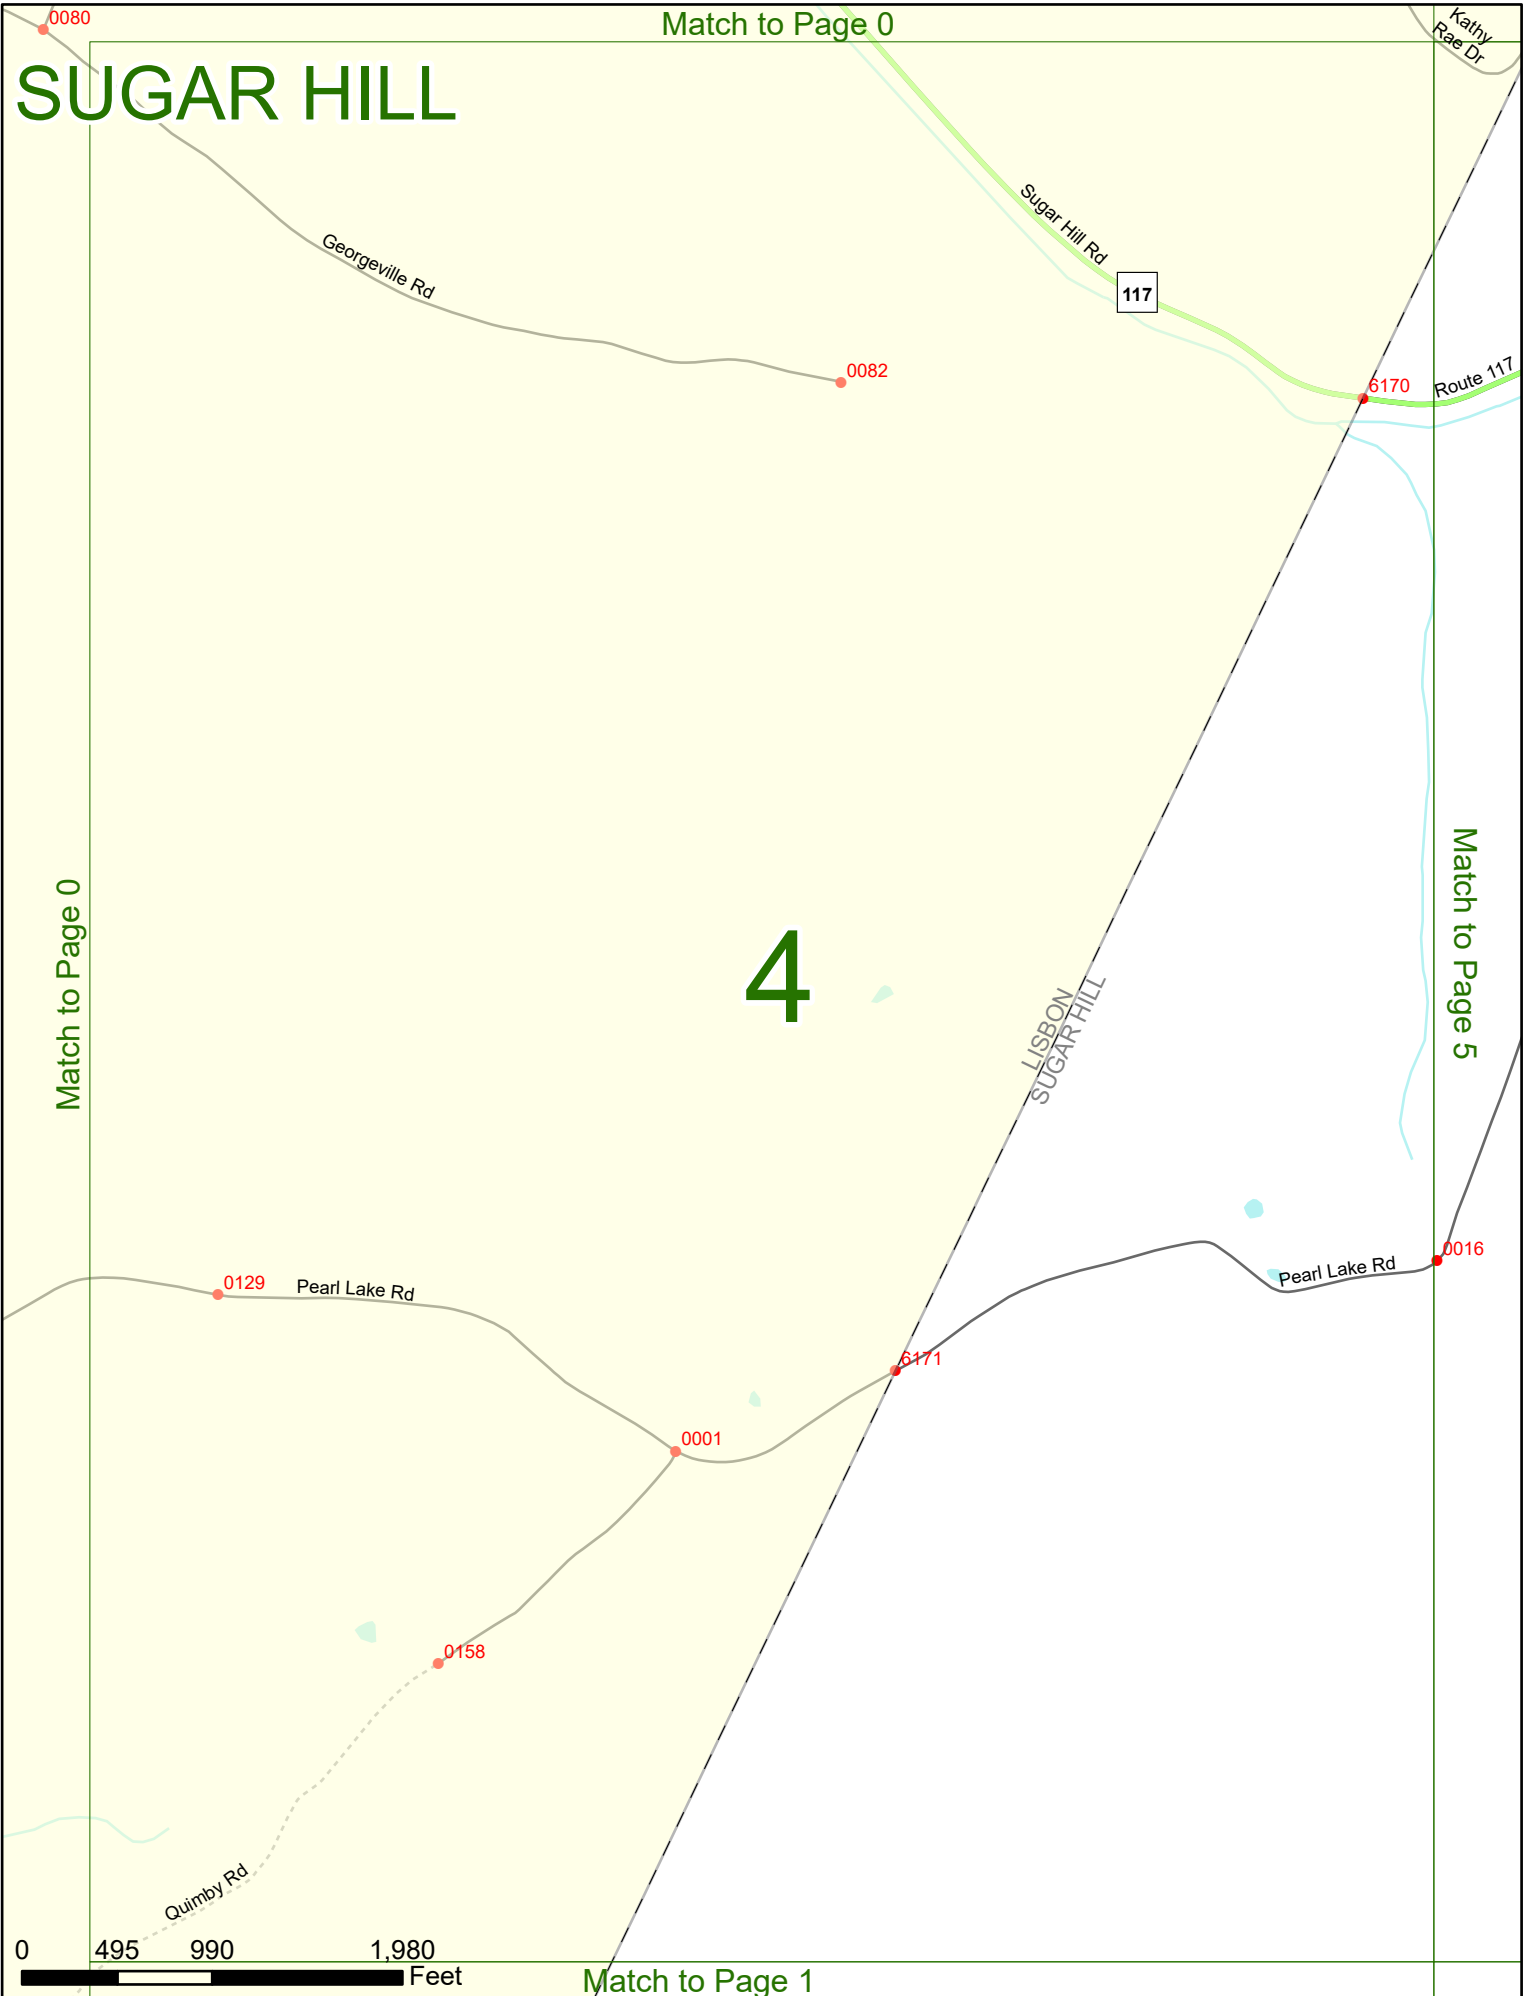 0080
Match to Page 0
Kathy
Rae Dr
SUGAR HILL
Sugar Hill Rd
Georgeville Rd
117
0082
6170
Route 117
Match to Page 0
4
LISBON
SUGAR HILL
Match to Page 5
0016
Pearl Lake Rd
0129
Pearl Lake Rd
6171
0001
0158
Quimby Rd
0 495 990 1,980
Feet
Match to Page 1